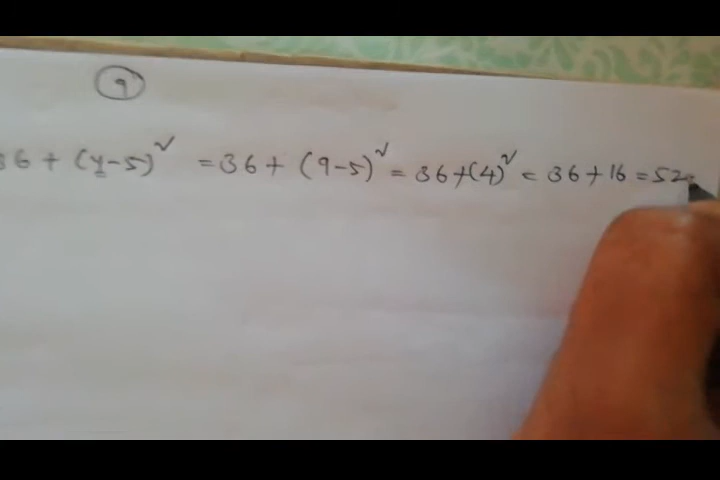 9
36 + (y-5)² = 36 + (9-5)² = 36 + (4)² = 36 + 16 = 52